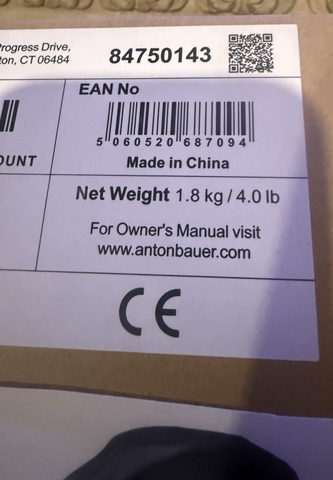 rogress Drive,
ton, CT 06484
84750143
EAN No
5 060520 687094
OUNT
Made in China
Net Weight 1.8 kg / 4.0 lb
For Owner's Manual visit
www.antonbauer.com
CE